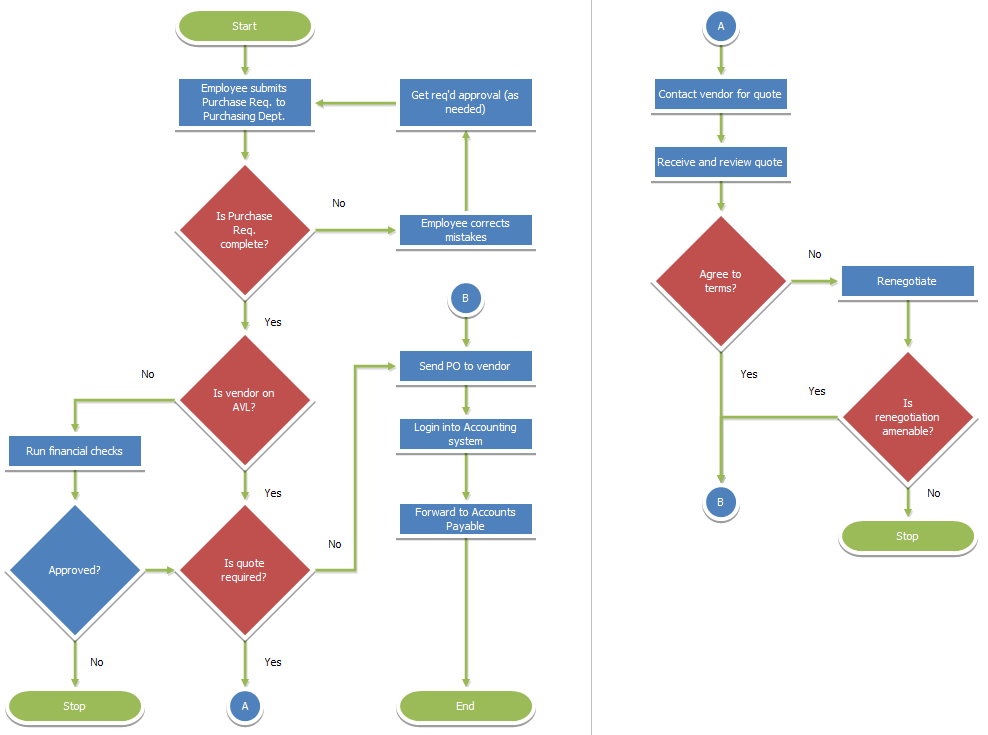 Start
Employee submits
Purchase Req. to
Purchasing Dept.
Get req'd approval (as
needed)
Is Purchase
Req.
complete?
No
Employee corrects
mistakes
Yes
B
Send PO to vendor
Is vendor on
AVL?
No
Login into Accounting
system
Run financial checks
Yes
Forward to Accounts
Payable
Approved?
Is quote
required?
No
No
Yes
Stop
A
End
A
Contact vendor for quote
Receive and review quote
Agree to
terms?
No
Renegotiate
Yes
Yes
Is
renegotiation
amenable?
B
No
Stop